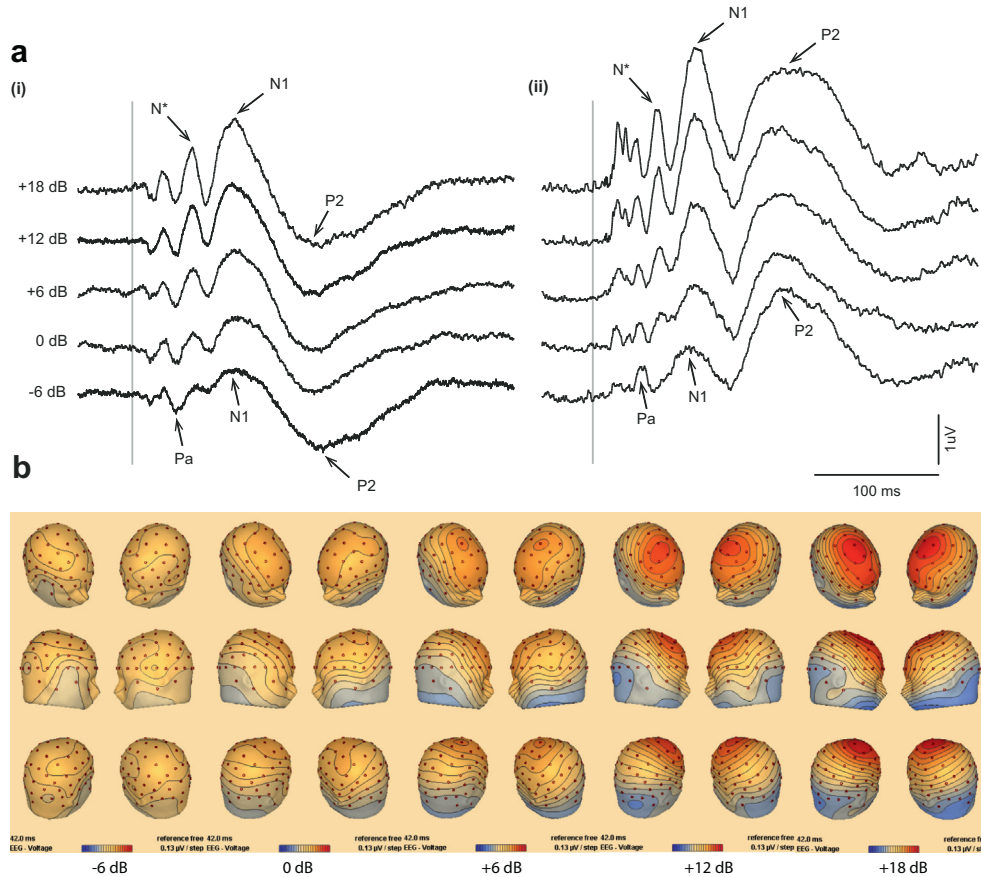 a
(i)
(ii)
N*
N1
P2
+18 dB
+12 dB
+6 dB
0 dB
-6 dB
Pa
N1
P2
N*
N1
P2
Pa
N1
P2
1uV
100 ms
b
42.0 ms reference free 42.0 ms reference free 42.0 ms reference free 42.0 ms reference free 42.0 ms reference free
EEG - Voltage 0.13 µV / step EEG - Voltage 0.13 µV / step EEG - Voltage 0.13 µV / step EEG - Voltage 0.13 µV / step EEG - Voltage 0.13 µV / step
-6 dB 0 dB +6 dB +12 dB +18 dB